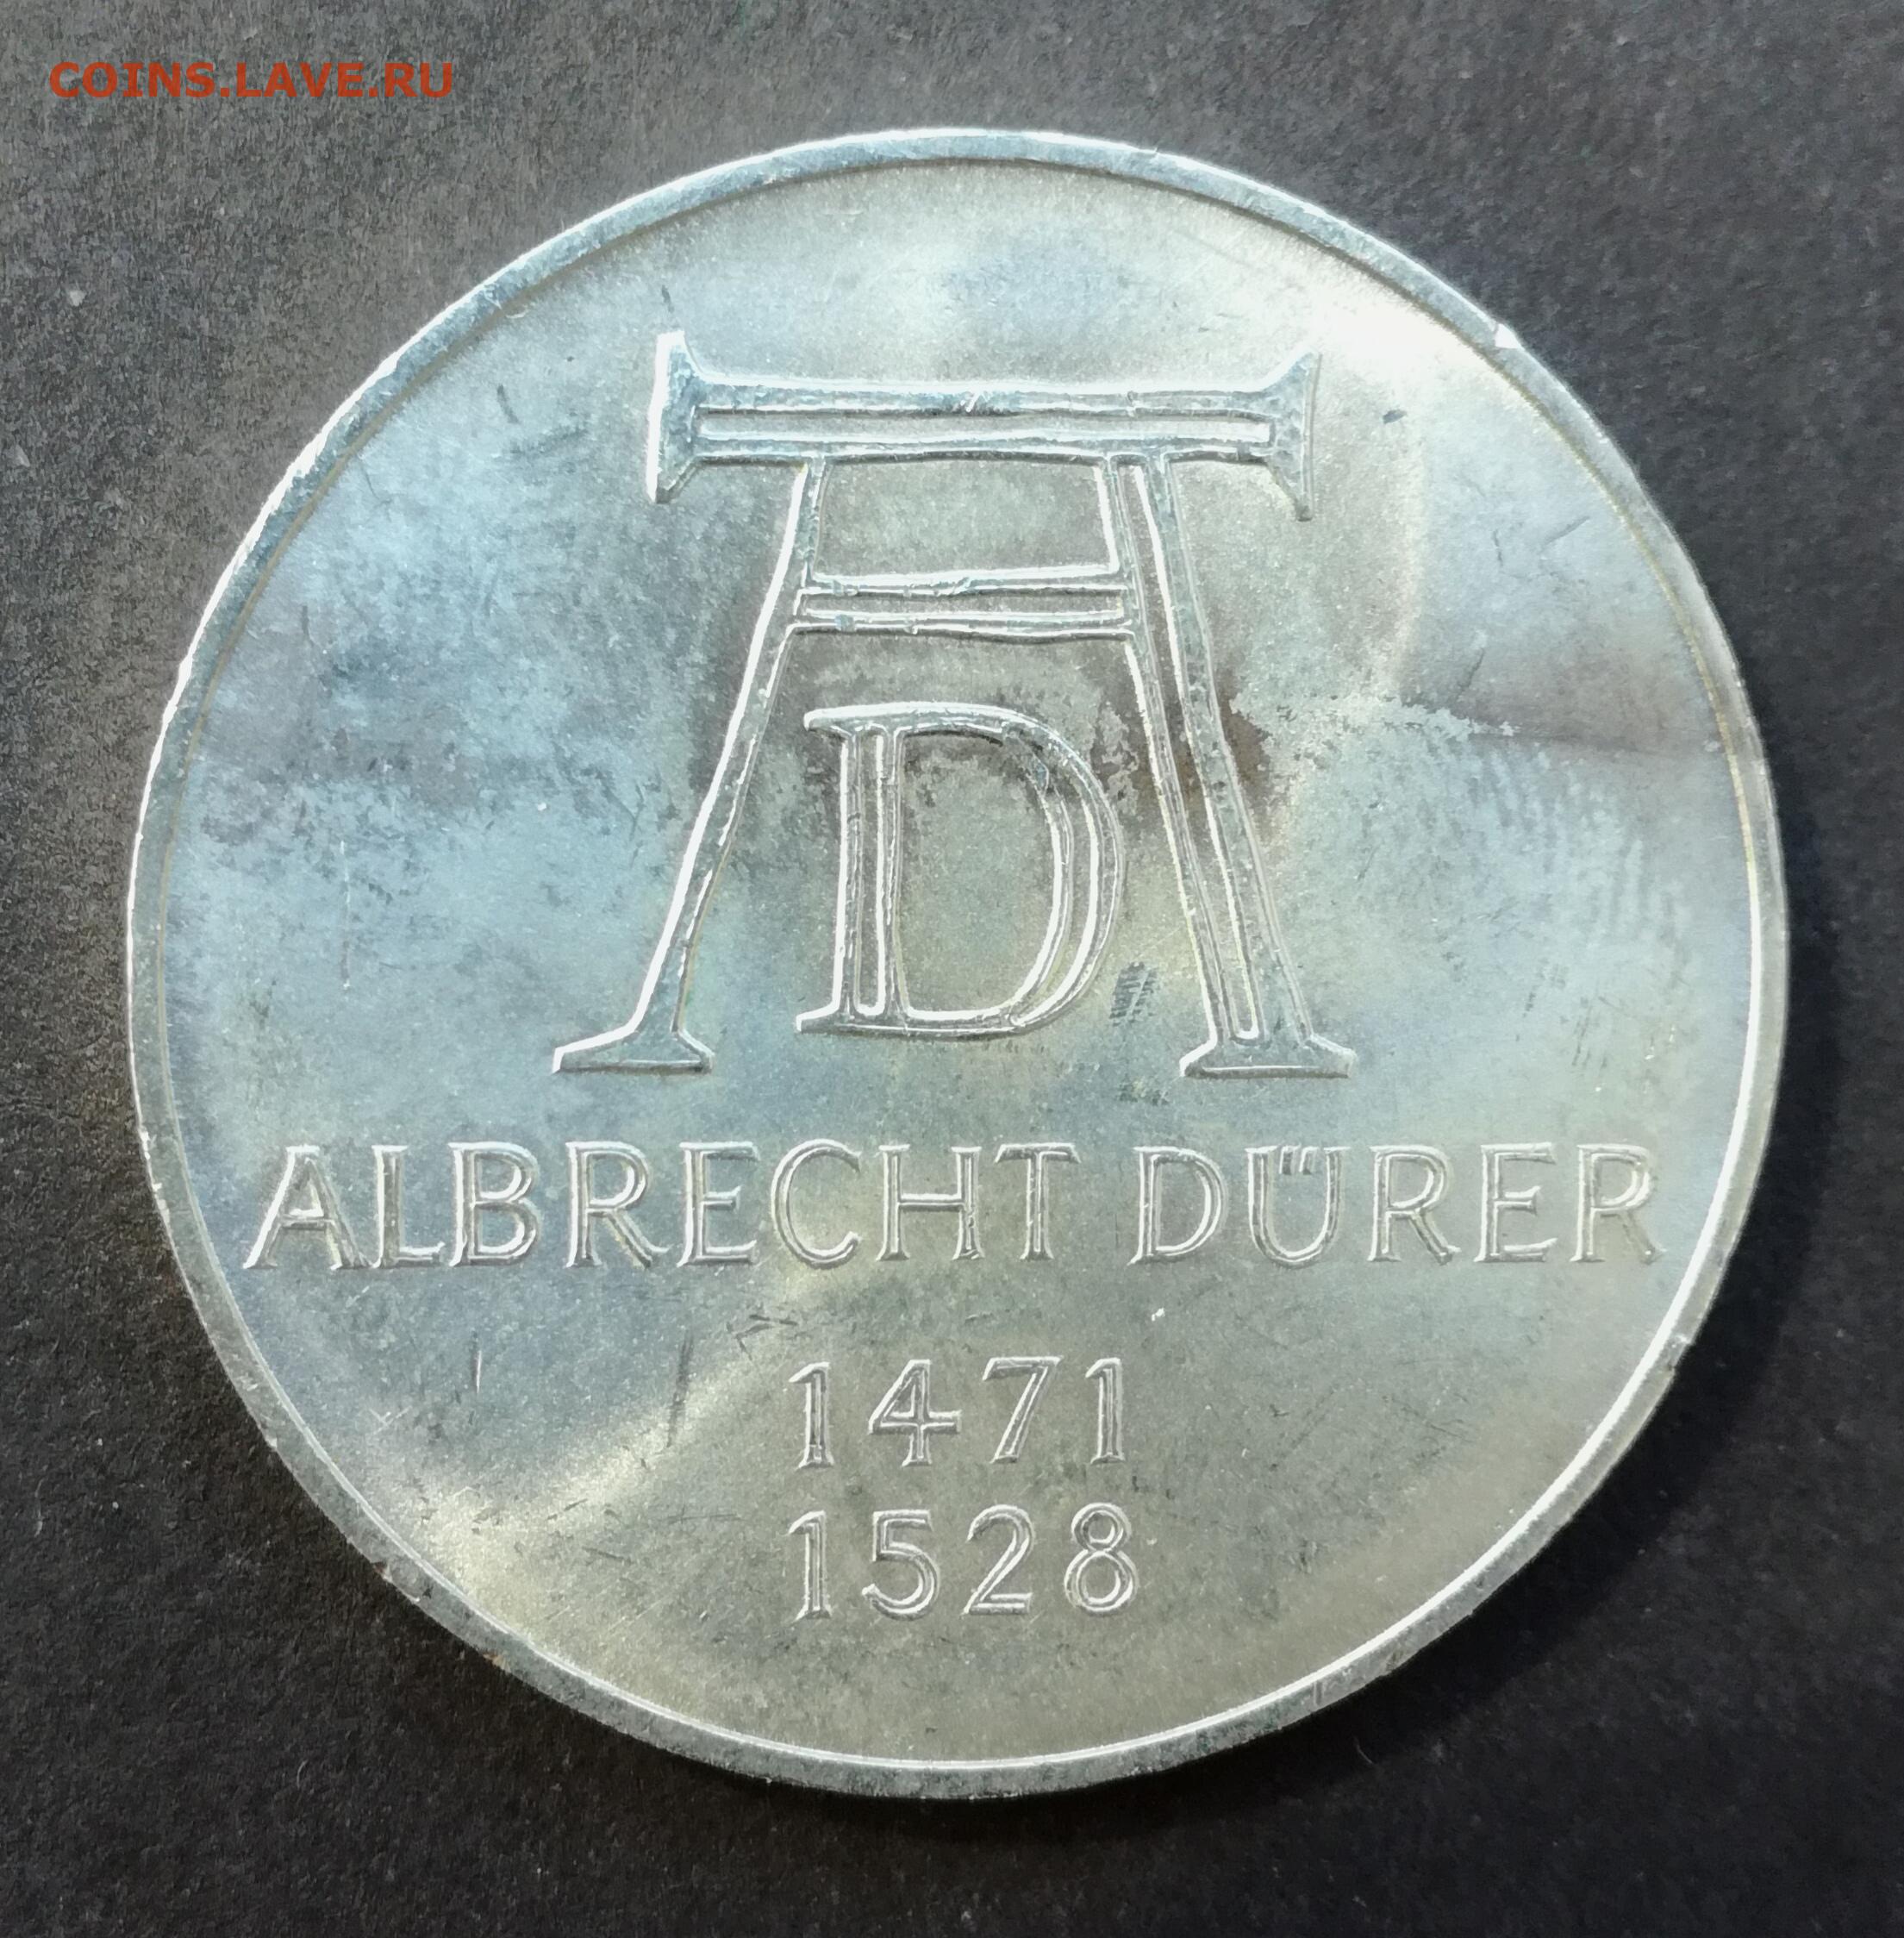 COINS.LAVE.RU
AD
ALBRECHT DÜRER
1471
1528